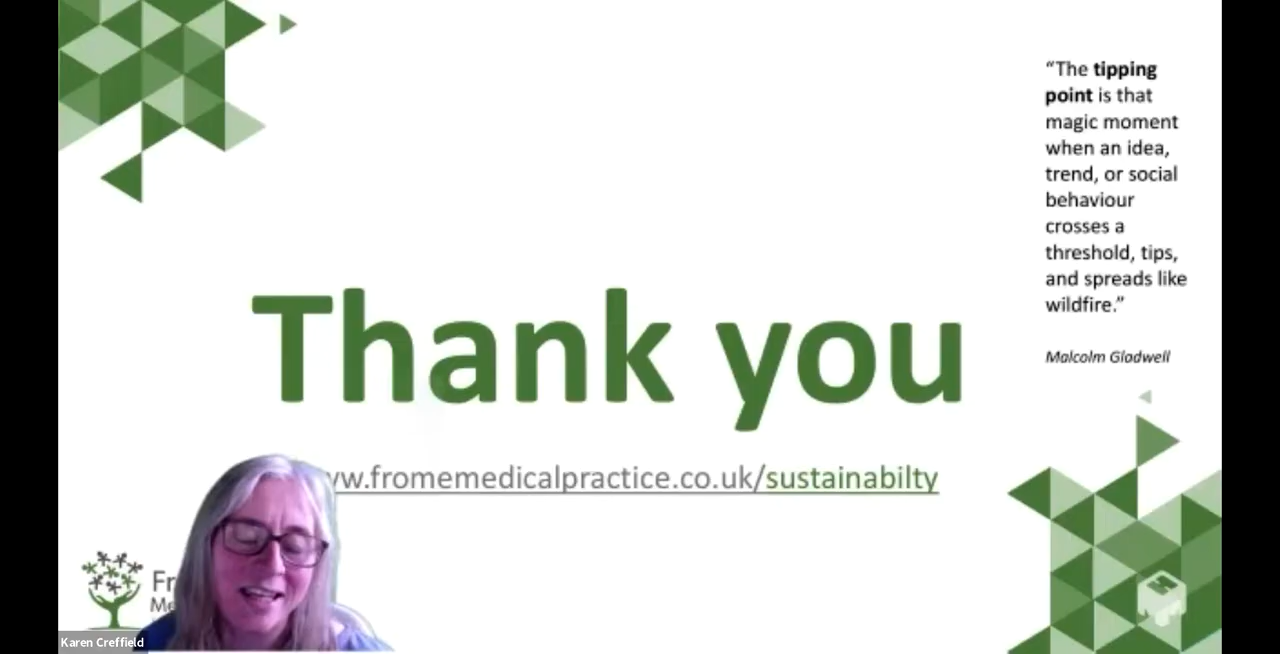 “The tipping
point is that
magic moment
when an idea,
trend, or social
behaviour
crosses a
threshold, tips,
and spreads like
wildfire.”
Malcolm Gladwell
Thank you
w.fromemedicalpractice.co.uk/sustainabilty
Karen Creffield